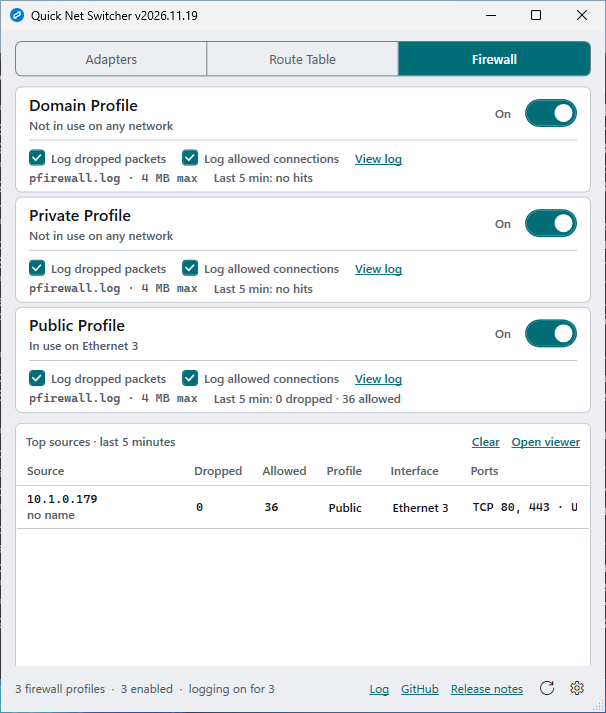 Quick Net Switcher v2026.11.19
Adapters Route Table Firewall
Domain Profile
Not in use on any network
On
Log dropped packets Log allowed connections View log
pfirewall.log · 4 MB max Last 5 min: no hits
Private Profile
Not in use on any network
On
Log dropped packets Log allowed connections View log
pfirewall.log · 4 MB max Last 5 min: no hits
Public Profile
In use on Ethernet 3
On
Log dropped packets Log allowed connections View log
pfirewall.log · 4 MB max Last 5 min: 0 dropped · 36 allowed
Top sources · last 5 minutes Clear Open viewer
Source Dropped Allowed Profile Interface Ports
10.1.0.179 0 36 Public Ethernet 3 TCP 80, 443 · U
no name
3 firewall profiles · 3 enabled · logging on for 3 Log GitHub Release notes